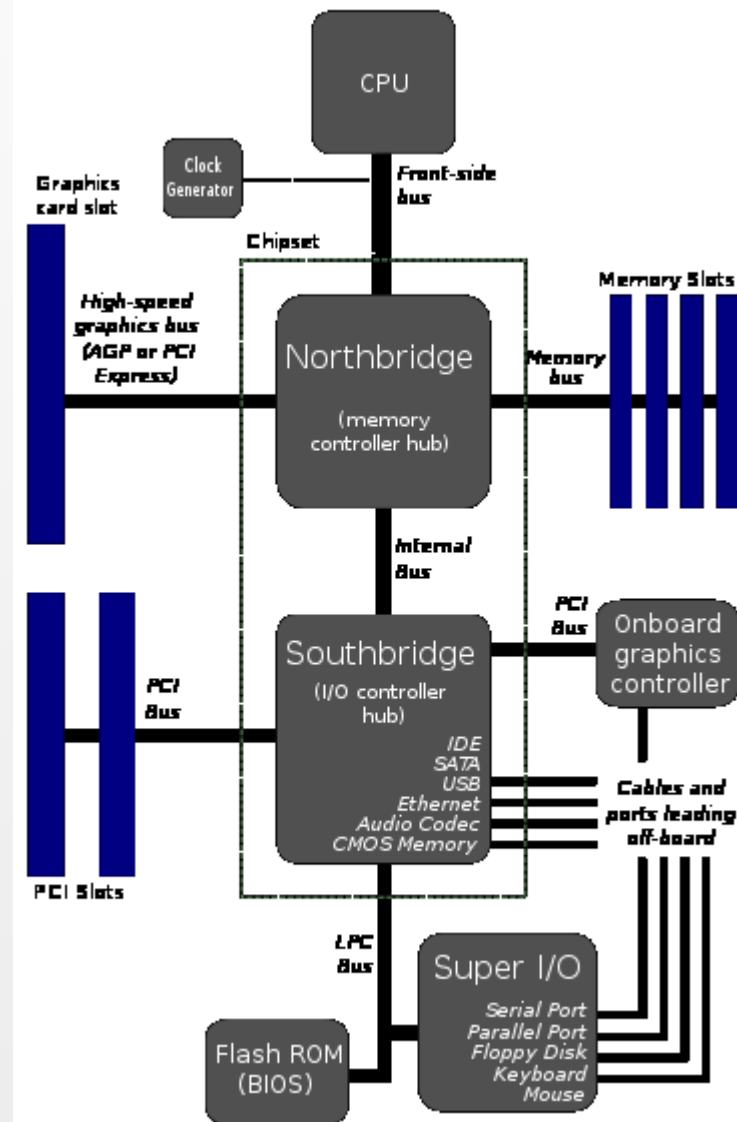 CPU
Clock
Generator
Front-side
bus
Graphics
card slot
Chipset
High-speed
graphics bus
(AGP or PCI
Express)
Northbridge
(memory
controller hub)
Memory Slots
Memory
bus
Internal
Bus
PCI
Bus
Onboard
graphics
controller
Southbridge
(I/O controller
hub)
PCI
Bus
IDE
SATA
USB
Ethernet
Audio Codec
CMOS Memory
Cables and
ports leading
off-board
PCI Slots
LPC
Bus
Super I/O
Serial Port
Parallel Port
Floppy Disk
Keyboard
Mouse
Flash ROM
(BIOS)